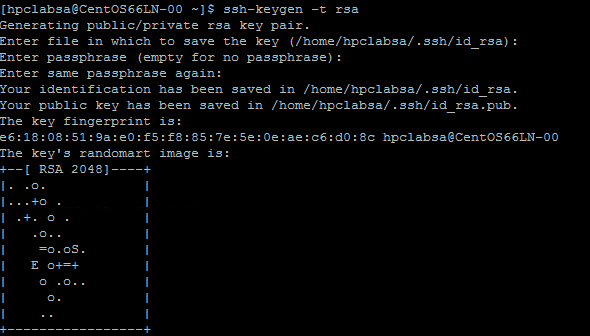 [hpclabsa@CentOS66LN-00 ~]$ ssh-keygen -t rsa
Generating public/private rsa key pair.
Enter file in which to save the key (/home/hpclabsa/.ssh/id_rsa):
Enter passphrase (empty for no passphrase):
Enter same passphrase again:
Your identification has been saved in /home/hpclabsa/.ssh/id_rsa.
Your public key has been saved in /home/hpclabsa/.ssh/id_rsa.pub.
The key fingerprint is:
e6:18:08:51:9a:e0:f5:f8:85:7e:5e:0e:ae:c6:d0:8c hpclabsa@CentOS66LN-00
The key's randomart image is:
+--[ RSA 2048]----+
|. .o.            |
|...+o .          |
| .+. o .         |
|   .o..          |
|    =o.oS.       |
|   E o+=+        |
|    o .o..       |
|     o.          |
|    ..           |
+-----------------+